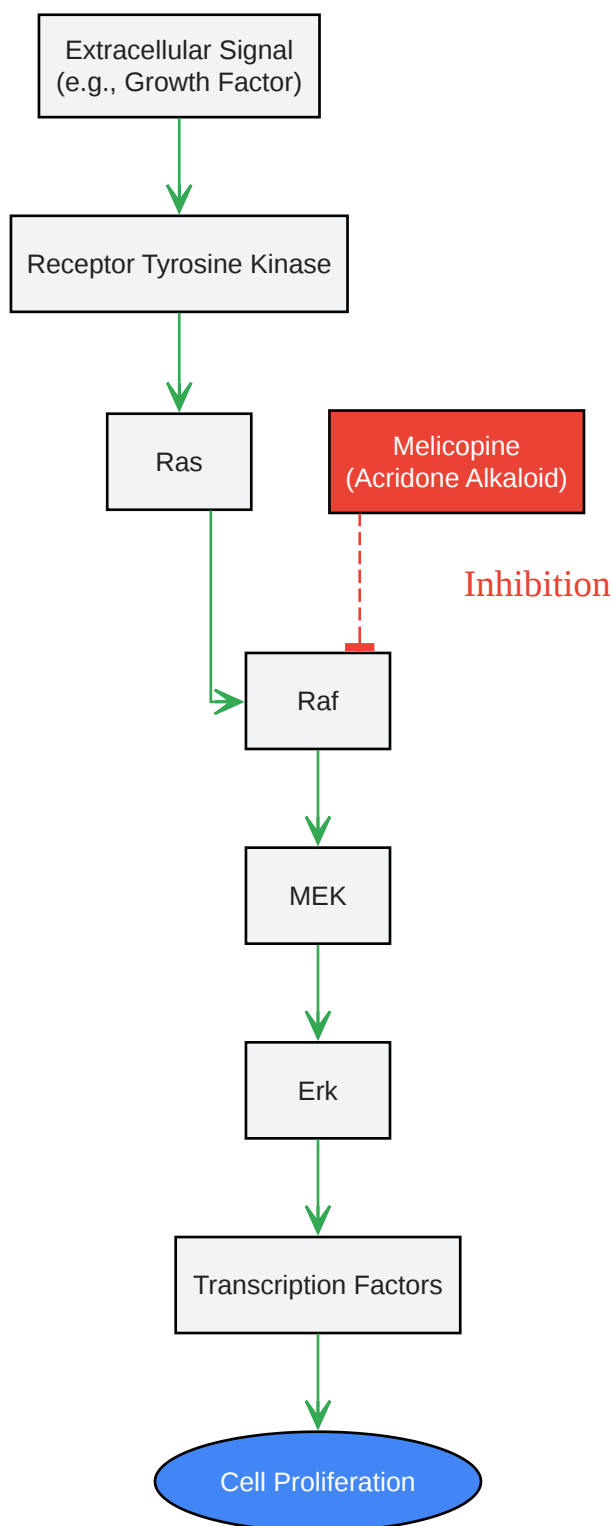 Extracellular Signal
(e.g., Growth Factor)
Receptor Tyrosine Kinase
Ras
Melicopine
(Acridone Alkaloid)
Inhibition
Raf
MEK
Erk
Transcription Factors
Cell Proliferation